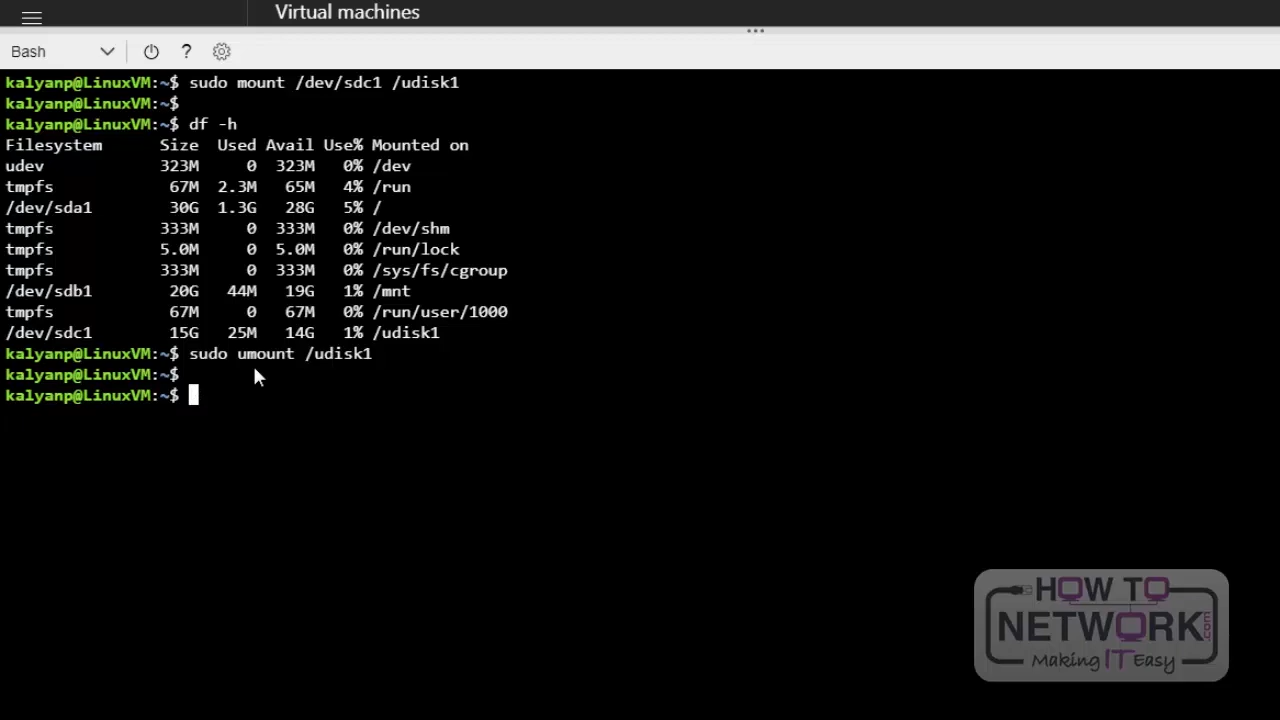 Virtual machines
Bash
?
kalyanp@LinuxVM:~$ sudo mount /dev/sdc1 /udisk1
kalyanp@LinuxVM:~$
kalyanp@LinuxVM:~$ df -h
Filesystem      Size  Used Avail Use% Mounted on
udev            323M     0  323M   0% /dev
tmpfs            67M  2.3M   65M   4% /run
/dev/sda1        30G  1.3G   28G   5% /
tmpfs           333M     0  333M   0% /dev/shm
tmpfs           5.0M     0  5.0M   0% /run/lock
tmpfs           333M     0  333M   0% /sys/fs/cgroup
/dev/sdb1        20G   44M   19G   1% /mnt
tmpfs            67M     0   67M   0% /run/user/1000
/dev/sdc1        15G   25M   14G   1% /udisk1
kalyanp@LinuxVM:~$ sudo umount /udisk1
kalyanp@LinuxVM:~$
kalyanp@LinuxVM:~$
HOW TO
NETWORK.com
Making IT Easy